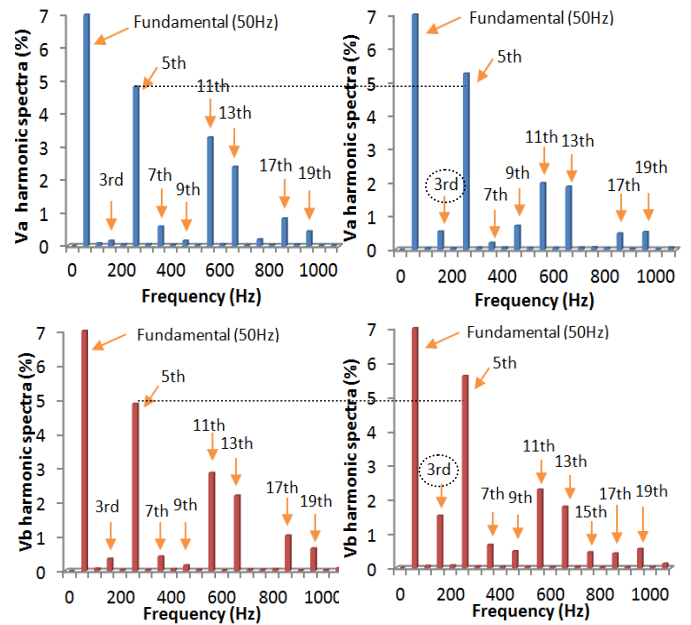 Va harmonic spectra (%)
7
6
5
4
3
2
1
0
Fundamental (50Hz)
5th
11th
13th
3rd
7th
9th
17th
19th
0 200 400 600 800 1000
Frequency (Hz)
Va harmonic spectra (%)
7
6
5
4
3
2
1
0
Fundamental (50Hz)
5th
11th
13th
9th
3rd
7th
17th
19th
0 200 400 600 800 1000
Frequency (Hz)
Vb harmonic spectra (%)
7
6
5
4
3
2
1
0
Fundamental (50Hz)
5th
11th
13th
3rd
7th
9th
17th
19th
0 200 400 600 800 1000
Frequency (Hz)
Vb harmonic spectra (%)
7
6
5
4
3
2
1
0
Fundamental (50Hz)
5th
11th
13th
3rd
7th
9th
15th
17th
19th
0 200 400 600 800 1000
Frequency (Hz)